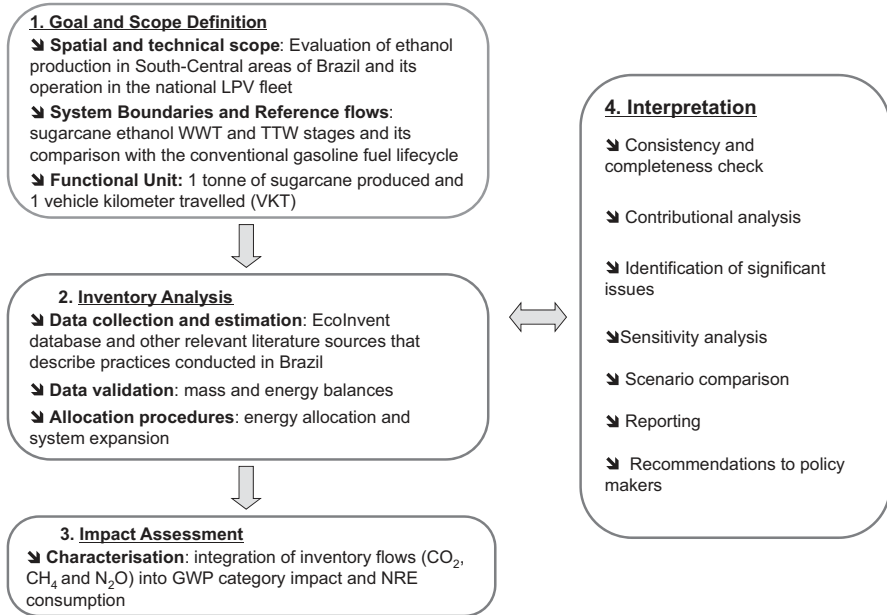 1. Goal and Scope Definition
➘ Spatial and technical scope: Evaluation of ethanol
production in South-Central areas of Brazil and its
operation in the national LPV fleet
➘ System Boundaries and Reference flows:
sugarcane ethanol WWT and TTW stages and its
comparison with the conventional gasoline fuel lifecycle
➘ Functional Unit: 1 tonne of sugarcane produced and
1 vehicle kilometer travelled (VKT)
2. Inventory Analysis
➘ Data collection and estimation: EcoInvent
database and other relevant literature sources that
describe practices conducted in Brazil
➘ Data validation: mass and energy balances
➘ Allocation procedures: energy allocation and
system expansion
3. Impact Assessment
➘ Characterisation: integration of inventory flows (CO₂,
CH₄ and N₂O) into GWP category impact and NRE
consumption
4. Interpretation
➘ Consistency and
completeness check
➘ Contributional analysis
➘ Identification of significant
issues
➘Sensitivity analysis
➘ Scenario comparison
➘ Reporting
➘ Recommendations to policy
makers